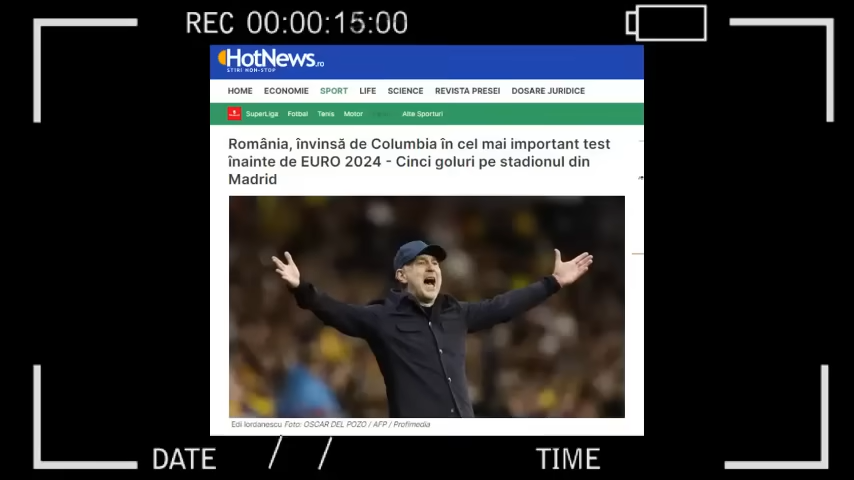 REC 00:00:15:00
HotNews.ro
STIRI NON-STOP
HOME ECONOMIE SPORT LIFE SCIENCE REVISTA PRESEI DOSARE JURIDICE
SuperLiga Fotbal Tenis Motor Alte Sporturi
România, învinsă de Columbia în cel mai important test
înainte de EURO 2024 - Cinci goluri pe stadionul din
Madrid
Edi Iordanescu Foto: OSCAR DEL POZO / AFP / Profimedia
DATE / / TIME